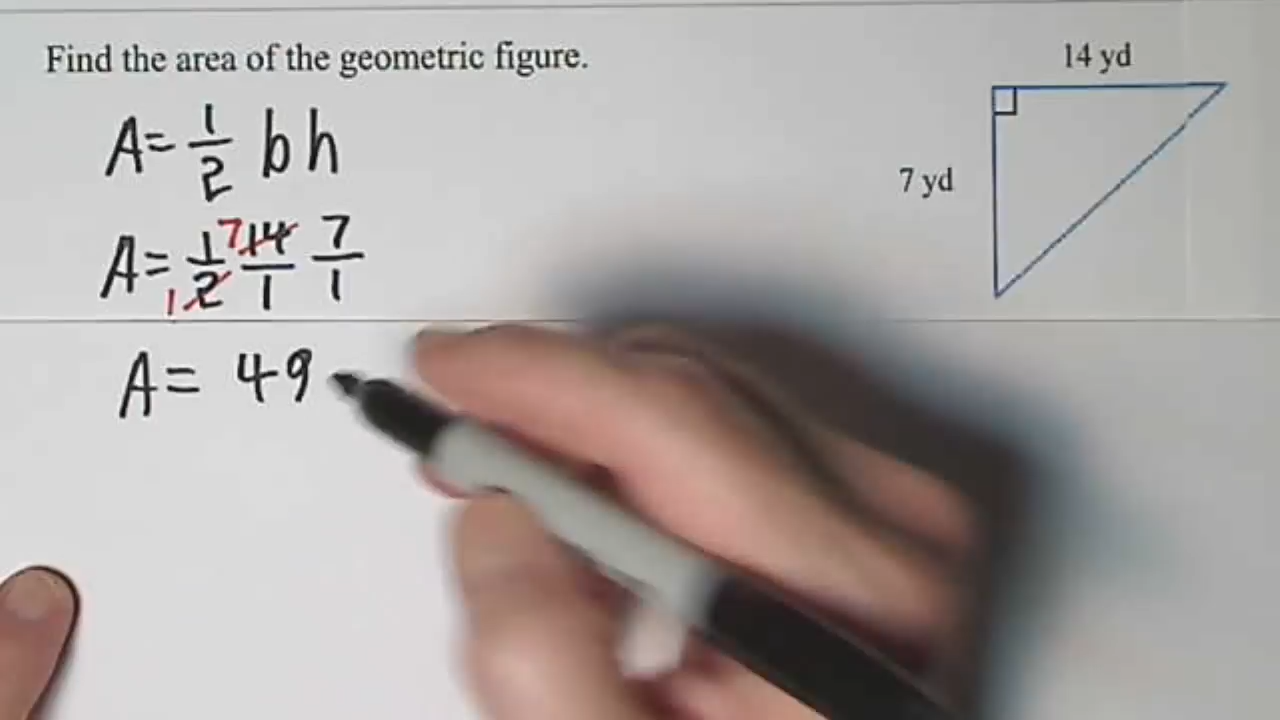 Find the area of the geometric figure.
14 yd
7 yd
A = 1/2 b h
A = 1/2 14/1 7/1
7
1
A = 49